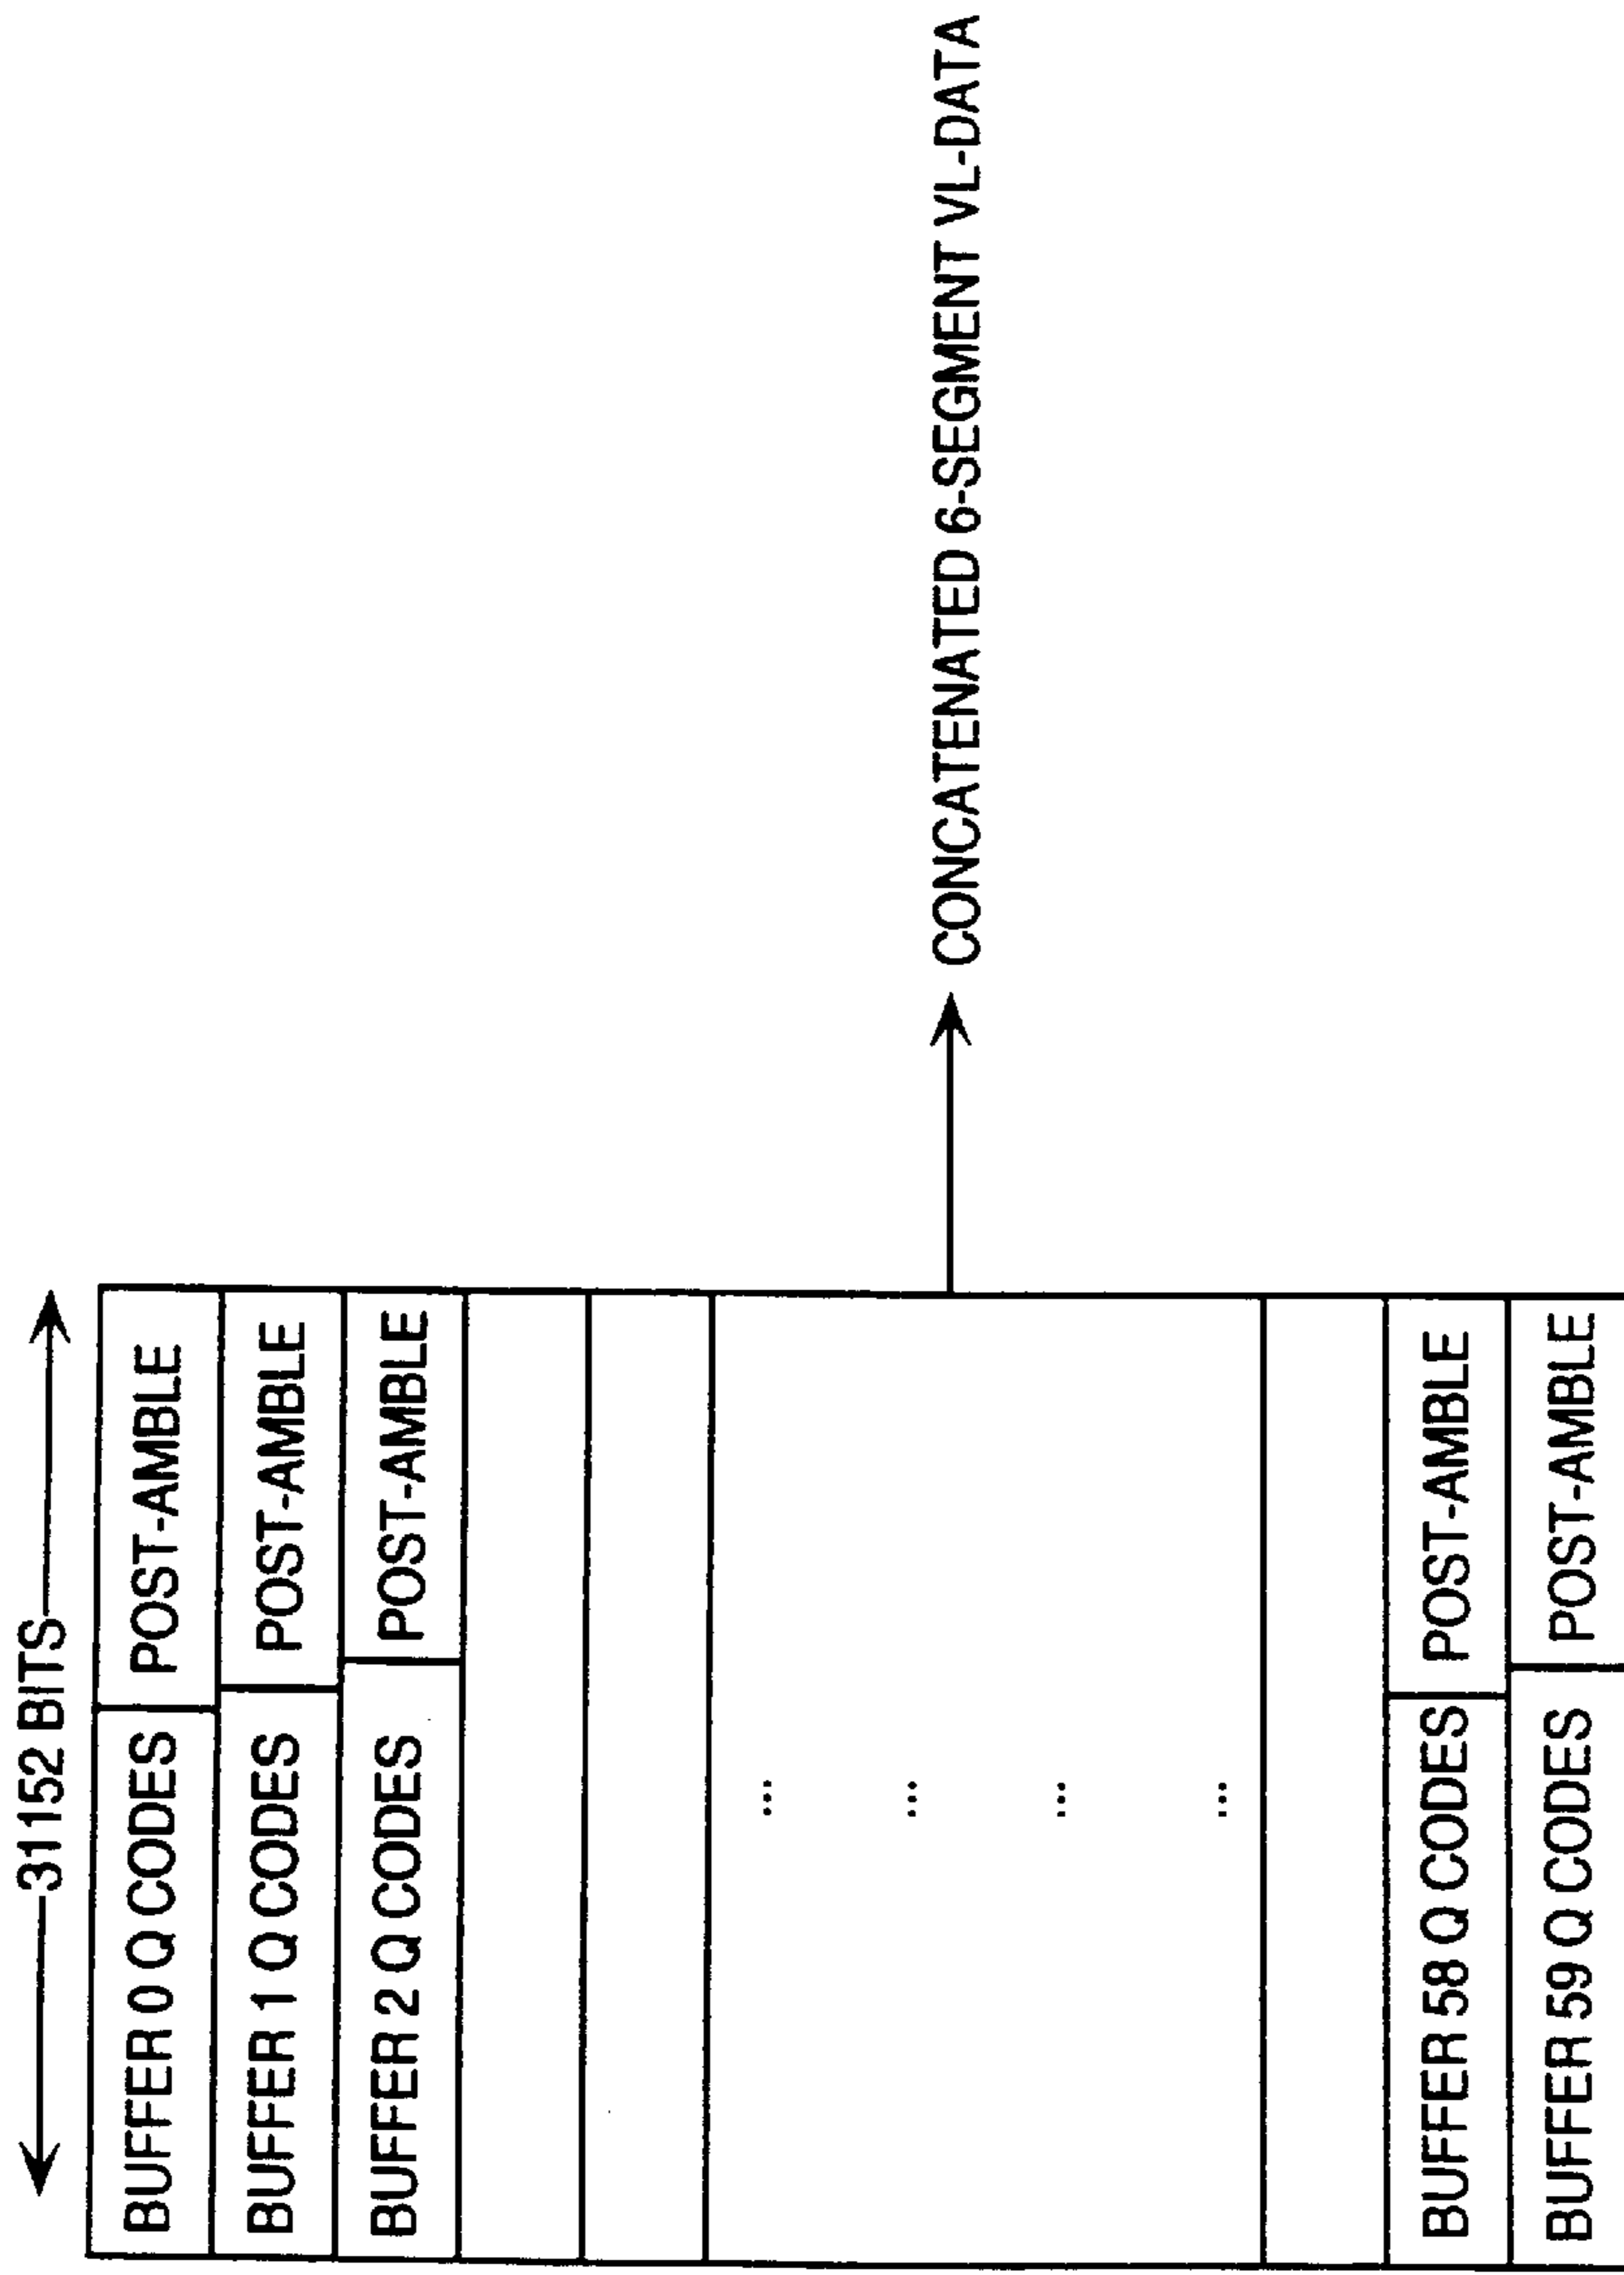 31152 BITS
BUFFER 0 Q CODES POST-AMBLE
BUFFER 1 Q CODES POST-AMBLE
BUFFER 2 Q CODES POST-AMBLE
...
...
...
...
BUFFER 58 Q CODES POST-AMBLE
BUFFER 59 Q CODES POST-AMBLE
CONCATENATED 6-SEGMENT VL-DATA